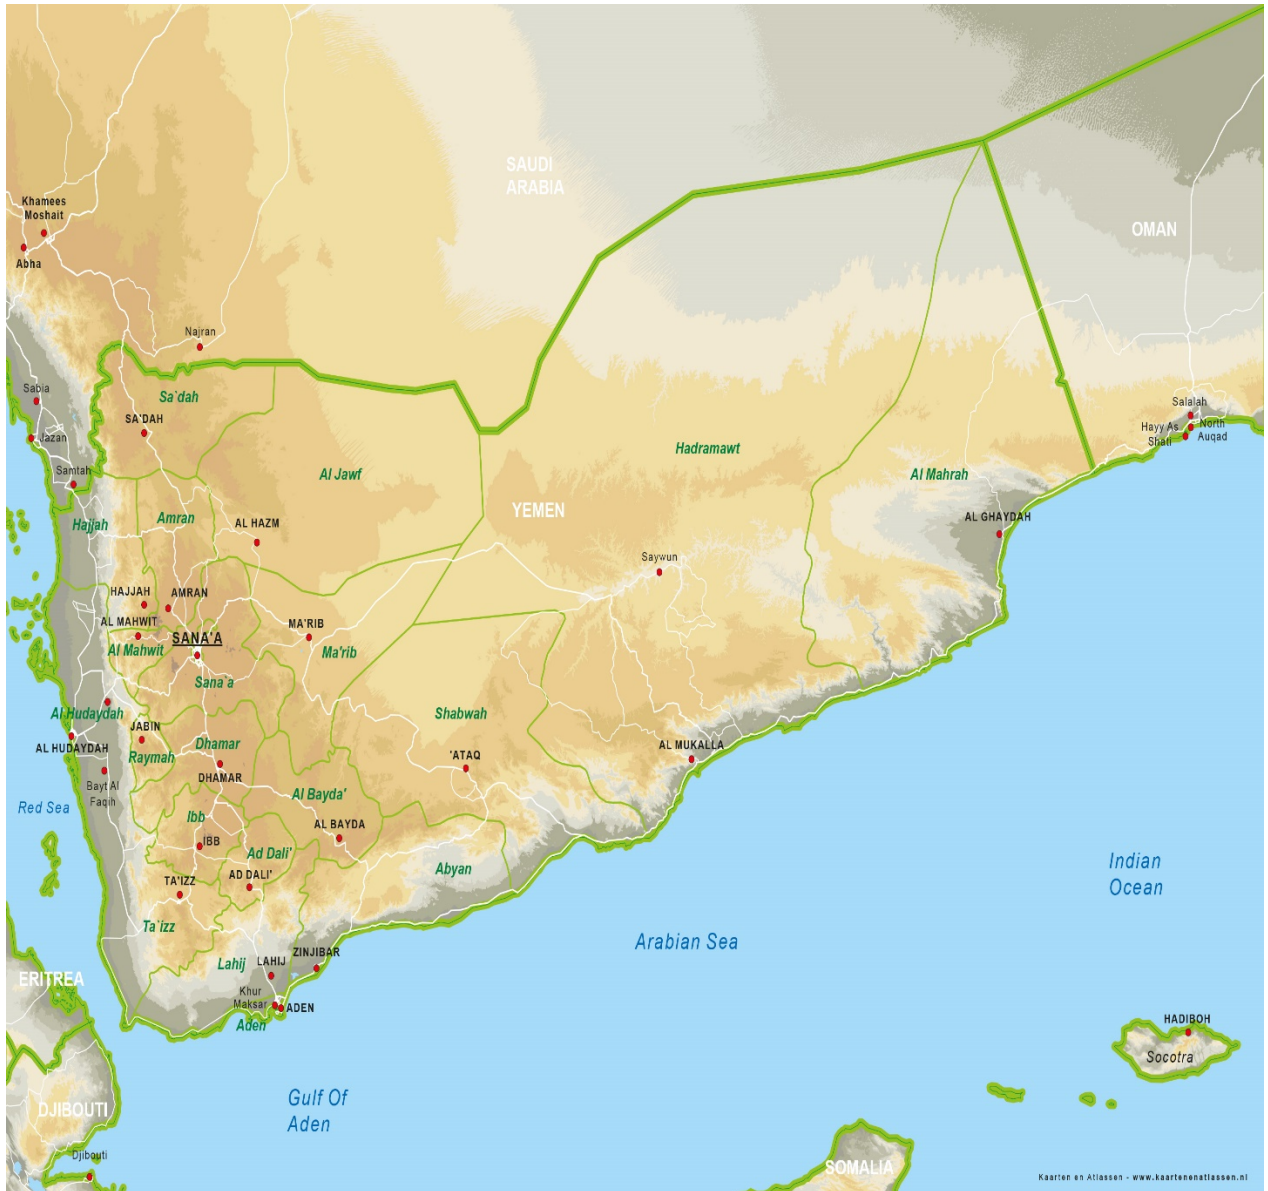 SAUDI
ARABIA
Khamees
Moshait
OMAN
Abha
Najran
Sabia
Sa`dah
Salalah
SA'DAH
Hayy As
Shati
North
Auqad
Jazan
Hadramawt
Samtah
Al Jawf
Al Mahrah
YEMEN
Hajjah
Amran
AL HAZM
AL GHAYDAH
Saywun
HAJJAH
AMRAN
AL MAHWIT
MA'RIB
SANA'A
Al Mahwit
Ma'rib
Sana`a
Al Hudaydah
Shabwah
JABIN
AL HUDAYDAH
Raymah
Dhamar
AL MUKALLA
'ATAQ
DHAMAR
Bayt Al
Faqih
Al Bayda'
Red Sea
Ibb
AL BAYDA
IBB
Ad Dali'
Indian
Ocean
AD DALI'
Abyan
TA'IZZ
Ta`izz
Arabian Sea
ZINJIBAR
Lahij
LAHIJ
ERITREA
Khur
Maksar
ADEN
Aden
HADIBOH
Socotra
Gulf Of
Aden
DJIBOUTI
Djibouti
SOMALIA
Kaarten en Atlassen - www.kaartenenatlassen.nl